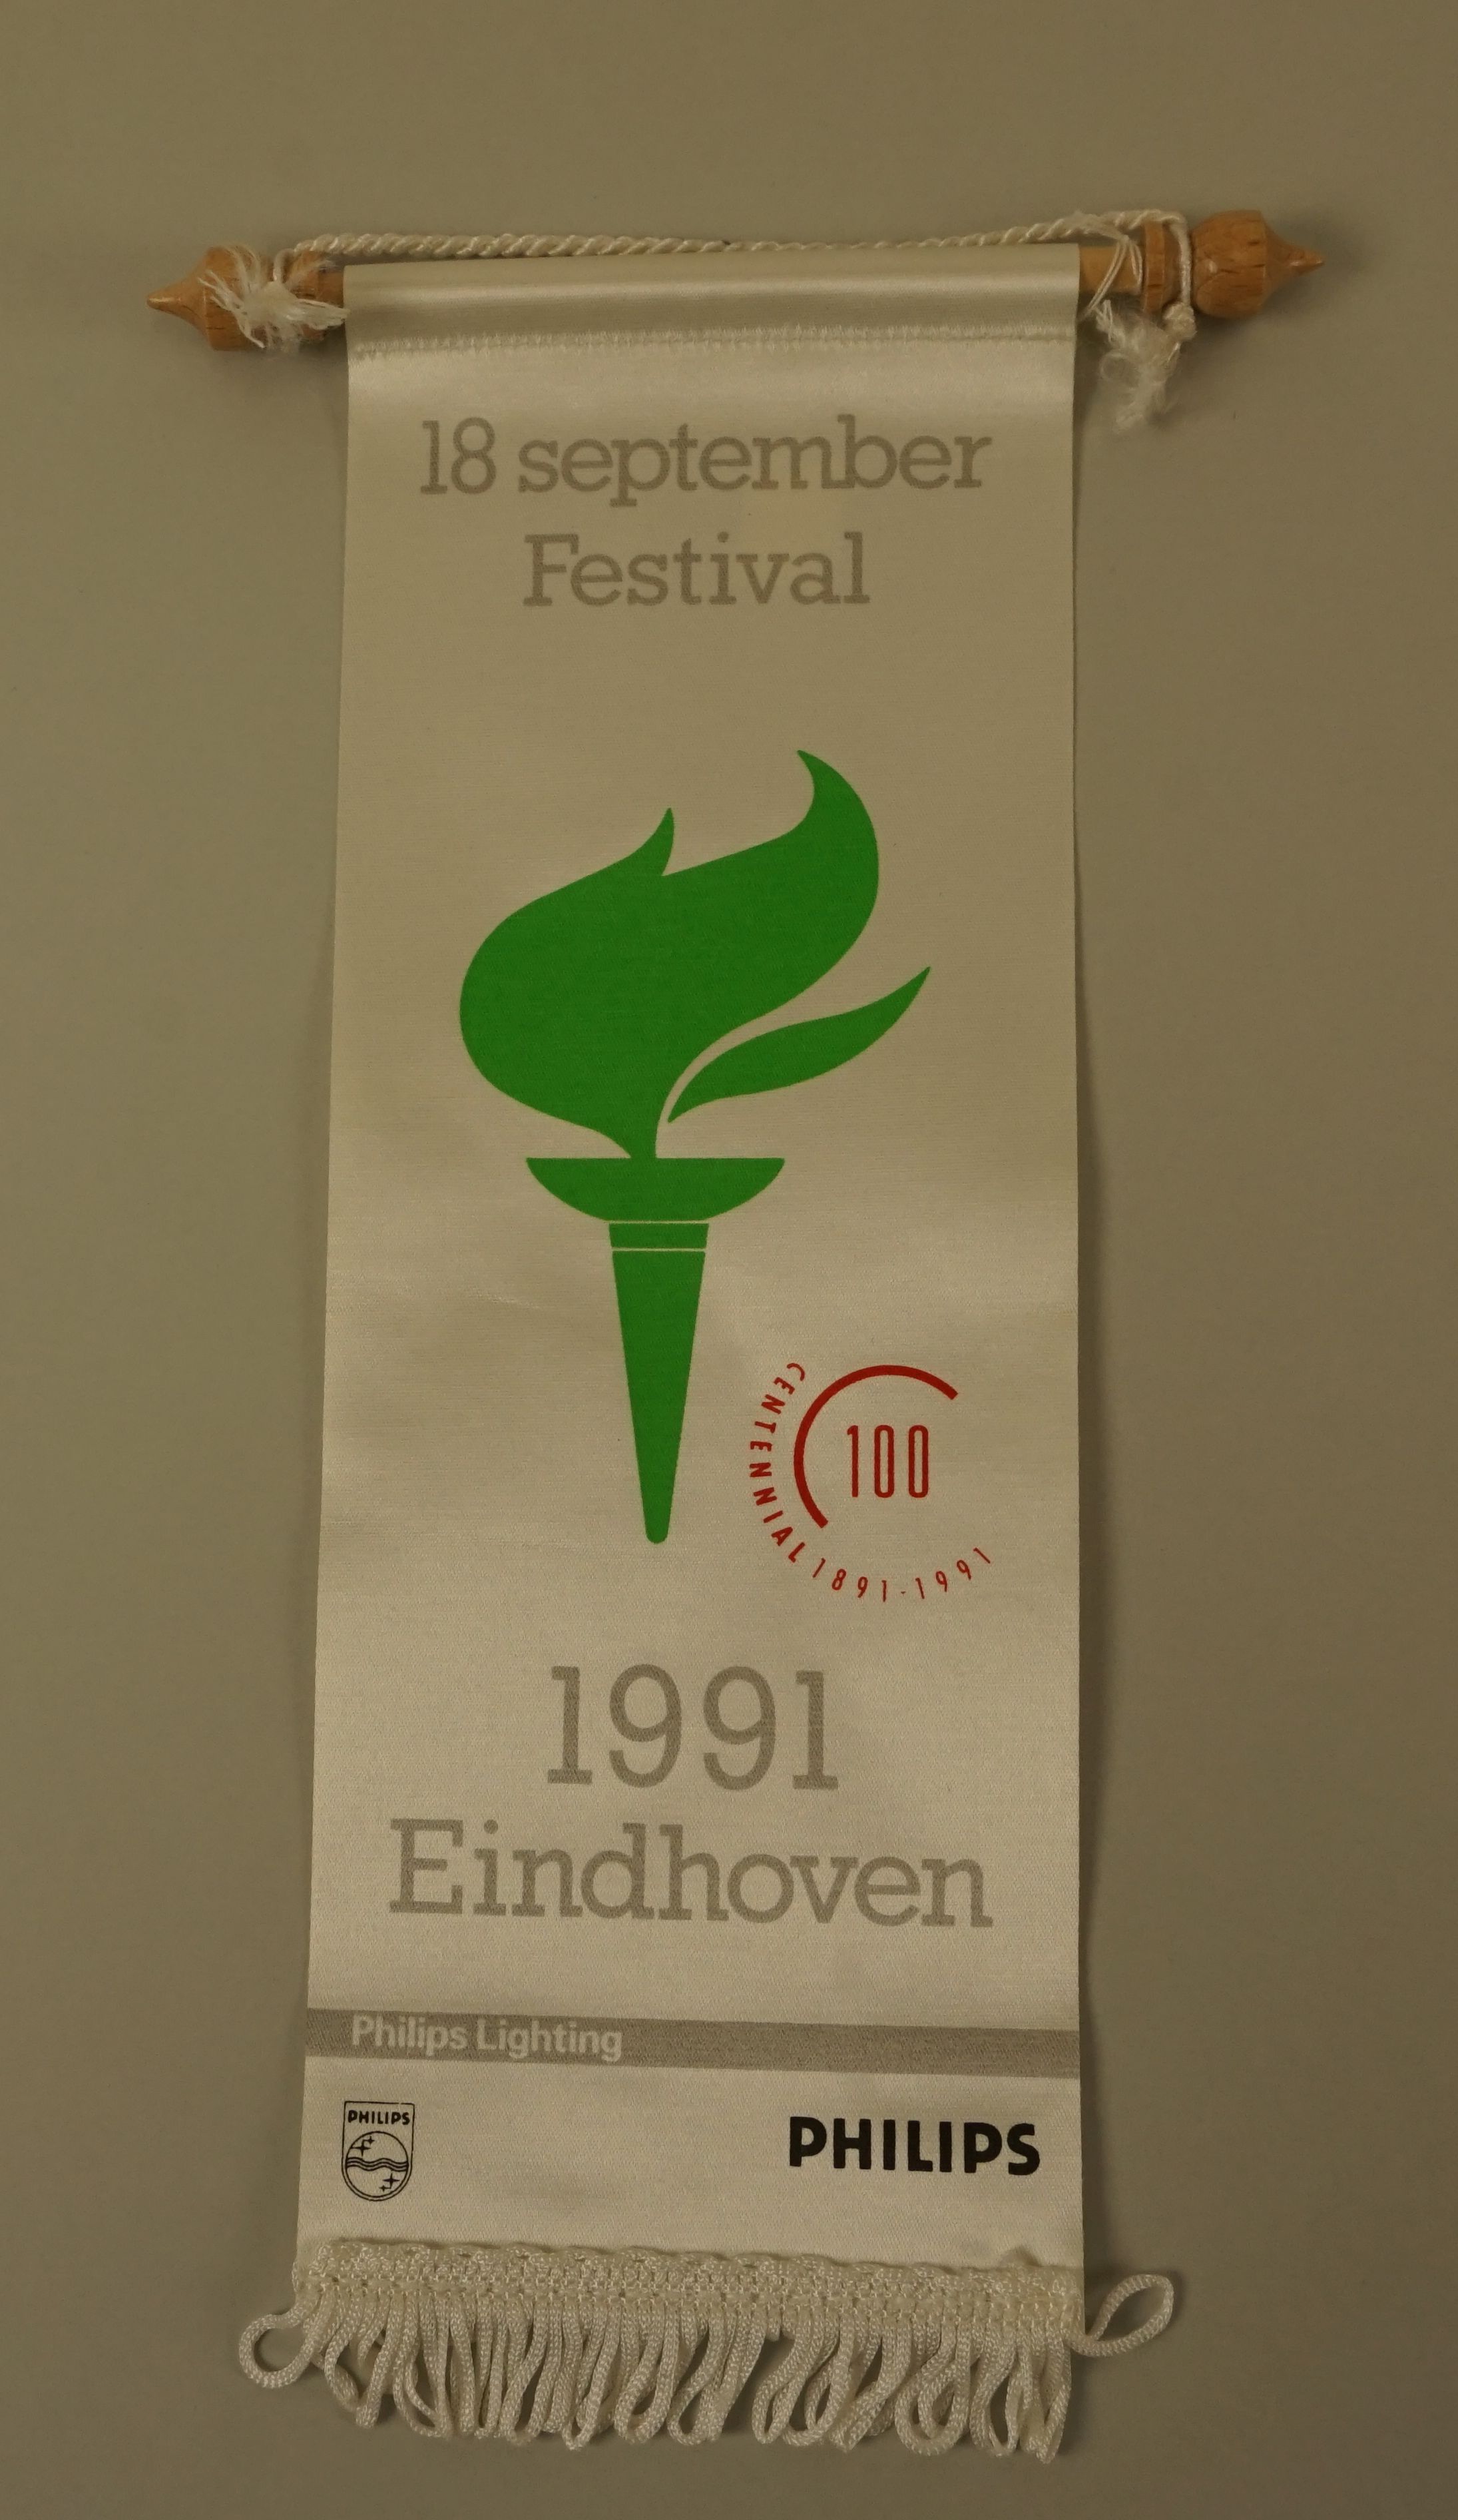 18 september
Festival
100
CENTENNIAL 1891-1991
1991
Eindhoven
Philips Lighting
PHILIPS
PHILIPS